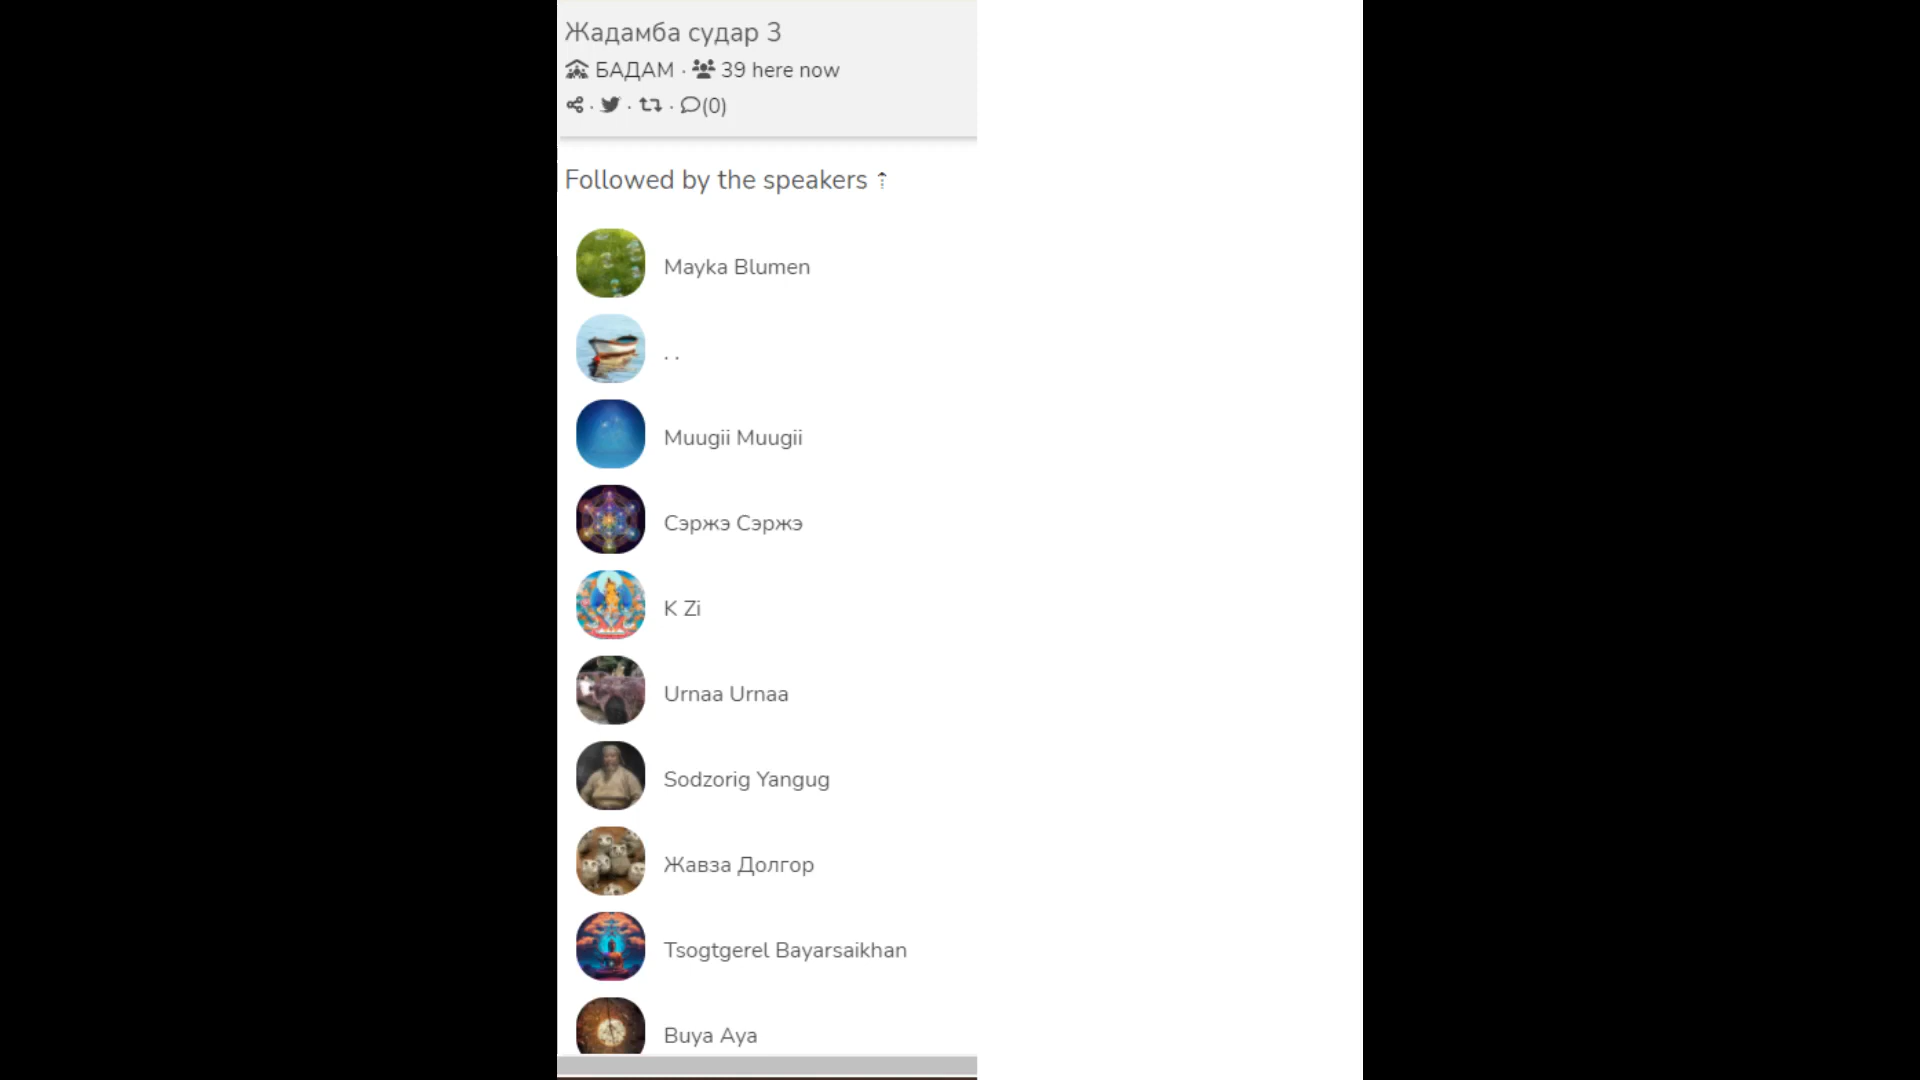 Жадамба судар 3
БАДАМ · 39 here now
· · · (0)
Followed by the speakers
Mayka Blumen
. .
Muugii Muugii
Сэржэ Сэржэ
K Zi
Urnaa Urnaa
Sodzorig Yangug
Жавза Долгор
Tsogtgerel Bayarsaikhan
Buya Aya